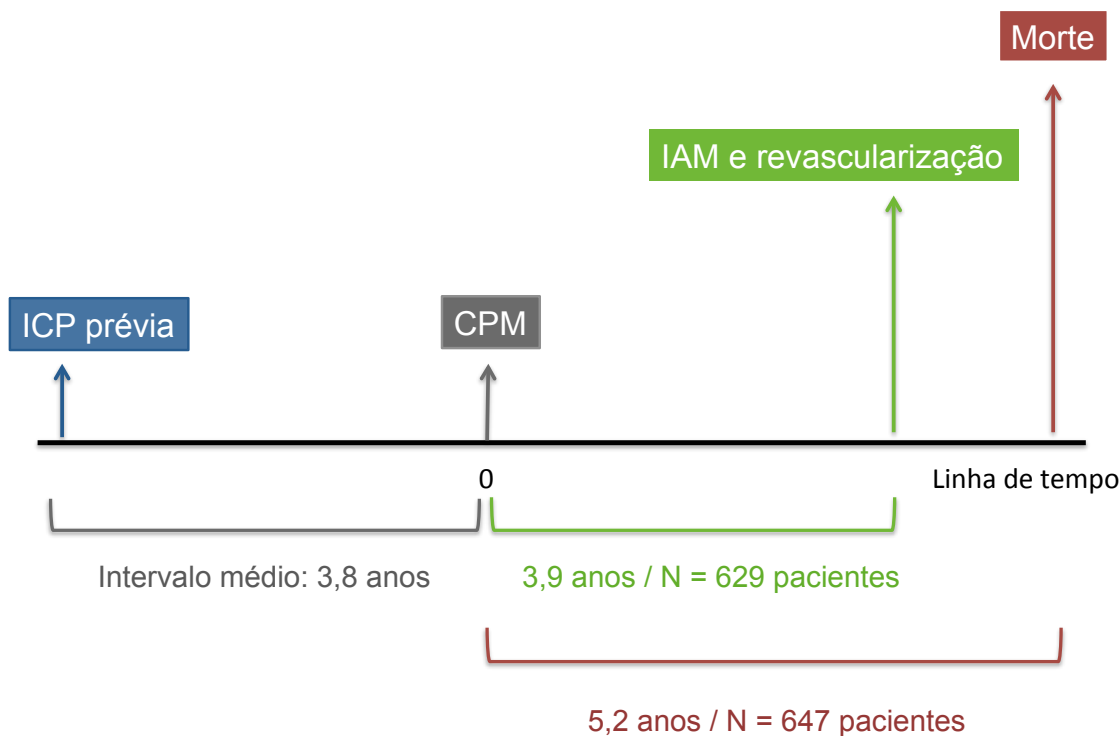 Morte
IAM e revascularização
ICP prévia
CPM
0
Linha de tempo
Intervalo médio: 3,8 anos
3,9 anos / N = 629 pacientes
5,2 anos / N = 647 pacientes